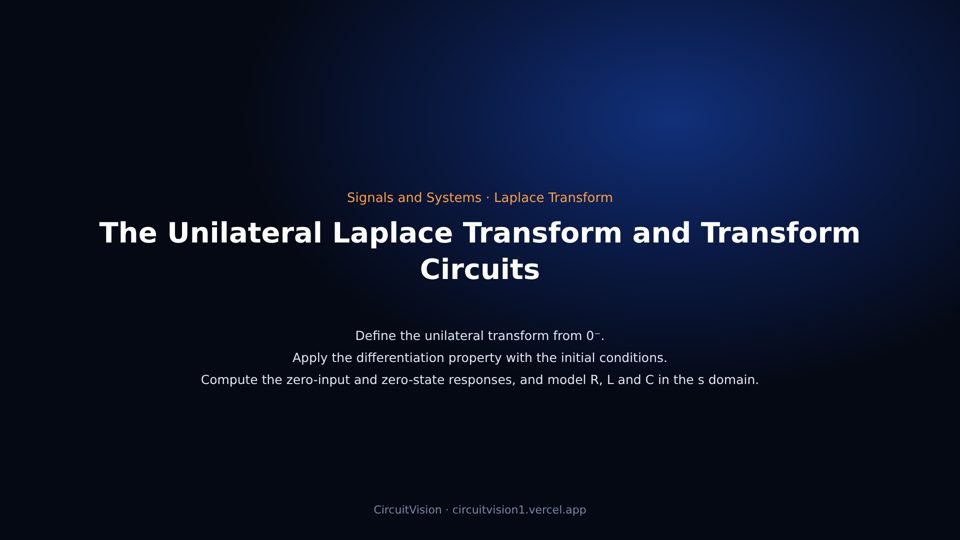 Signals and Systems · Laplace Transform
The Unilateral Laplace Transform and Transform
Circuits
Define the unilateral transform from 0⁻.
Apply the differentiation property with the initial conditions.
Compute the zero-input and zero-state responses, and model R, L and C in the s domain.
CircuitVision · circuitvision1.vercel.app